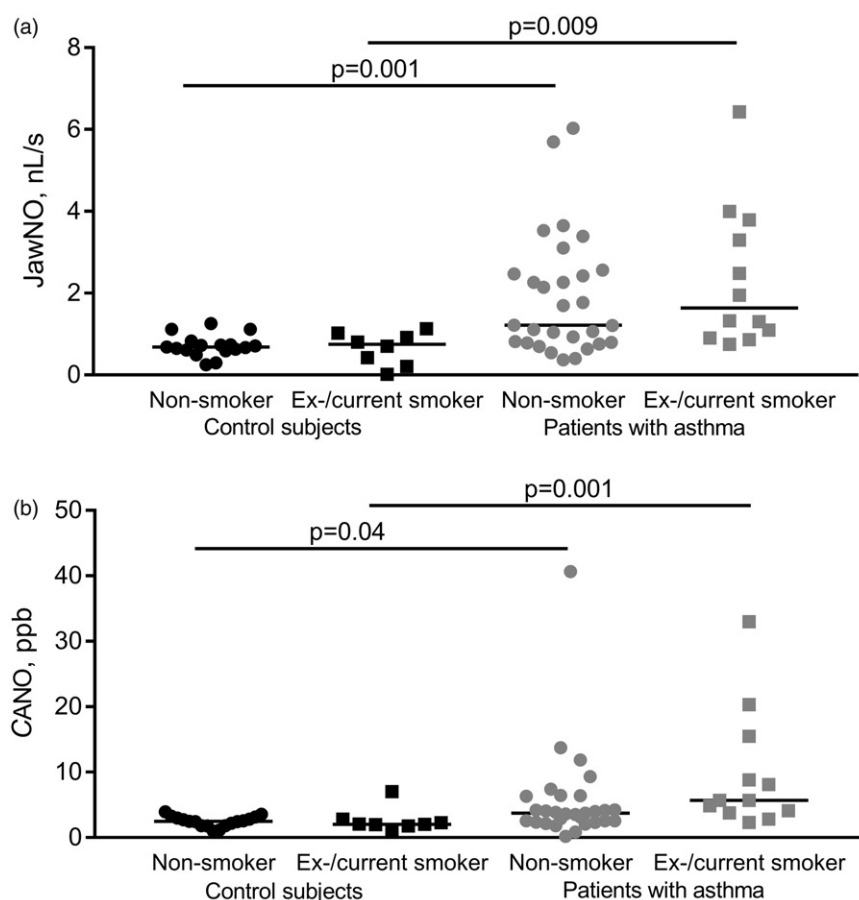 (a)
JawNO, nL/s
8
6
4
2
0
p=0.009
p=0.001
Non-smoker Ex-/current smoker Non-smoker Ex-/current smoker
Control subjects Patients with asthma
(b)
CANO, ppb
50
40
30
20
10
0
p=0.001
p=0.04
Non-smoker Ex-/current smoker Non-smoker Ex-/current smoker
Control subjects Patients with asthma